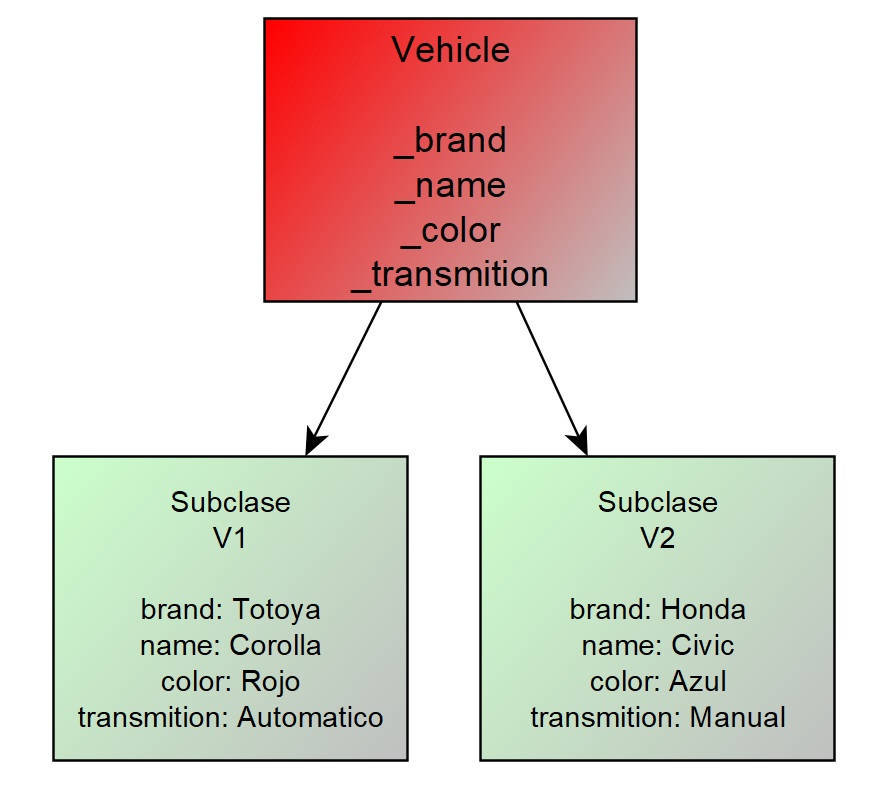 Vehicle
_brand
_name
_color
_transmition
Subclase
V1
brand: Totoya
name: Corolla
color: Rojo
transmition: Automatico
Subclase
V2
brand: Honda
name: Civic
color: Azul
transmition: Manual